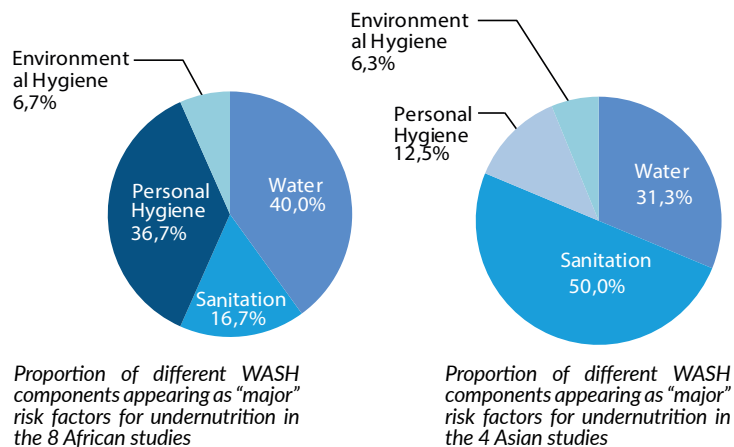 Environment
al Hygiene
6,7%
Water
40,0%
Personal
Hygiene
36,7%
Sanitation
16,7%
Proportion of different WASH
components appearing as “major”
risk factors for undernutrition in
the 8 African studies
Environment
al Hygiene
6,3%
Personal
Hygiene
12,5%
Water
31,3%
Sanitation
50,0%
Proportion of different WASH
components appearing as “major”
risk factors for undernutrition in
the 4 Asian studies